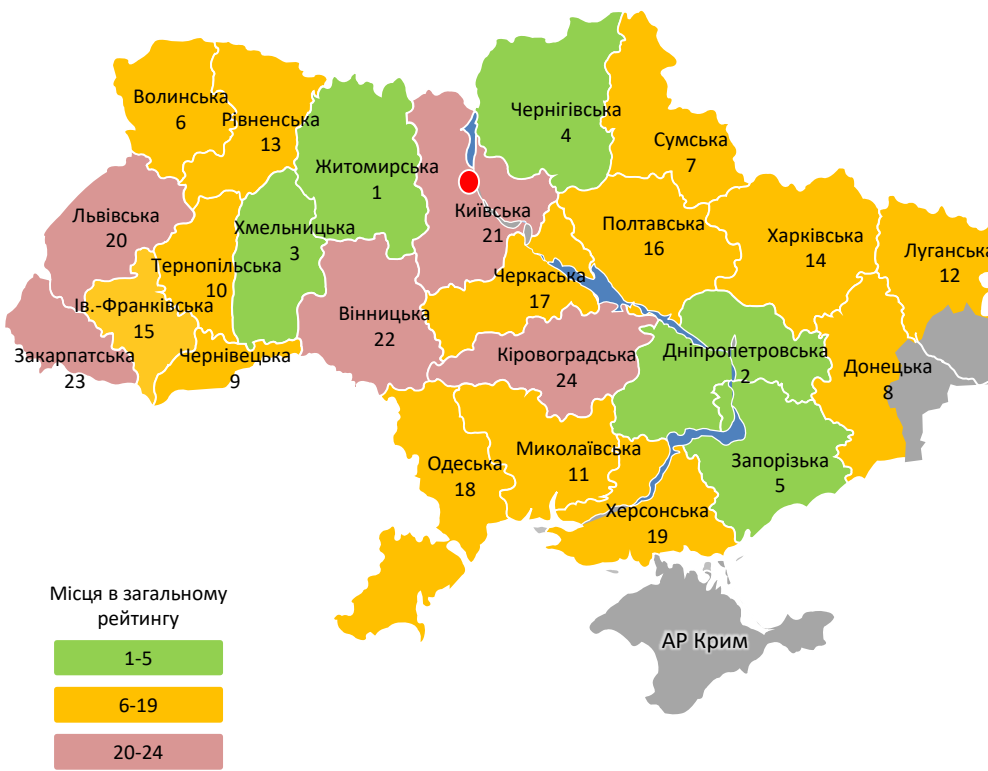 Волинська
6
Рівненська
13
Житомирська
1
Чернігівська
4
Сумська
7
Львівська
20
Хмельницька
3
Київська
21
Полтавська
16
Харківська
14
Луганська
12
Тернопільська
10
Черкаська
17
Ів.-Франківська
15
Вінницька
22
Закарпатська
23
Чернівецька
9
Кіровоградська
24
Дніпропетровська
2
Донецька
8
Одеська
18
Миколаївська
11
Запорізька
5
Херсонська
19
АР Крим
Місця в загальному
рейтингу
1-5
6-19
20-24